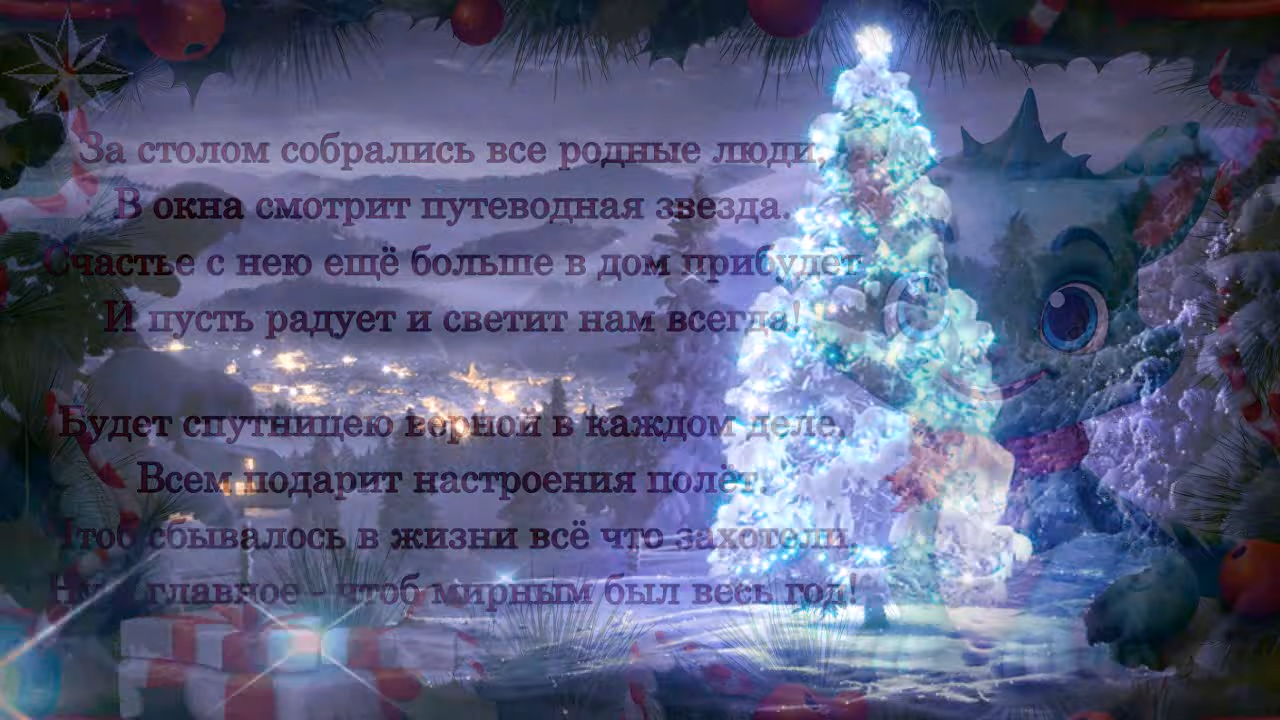 За столом собрались все родные люди,
В окна смотрит путеводная звезда.
Счастье с нею ещё больше в дом прибудет
И пусть радует и светит нам всегда!
Будет спутницею верной в каждом деле,
Всем подарит настроения полёт.
Чтоб сбывалось в жизни всё что захотели.
Ну а главное - чтоб мирным был весь год!